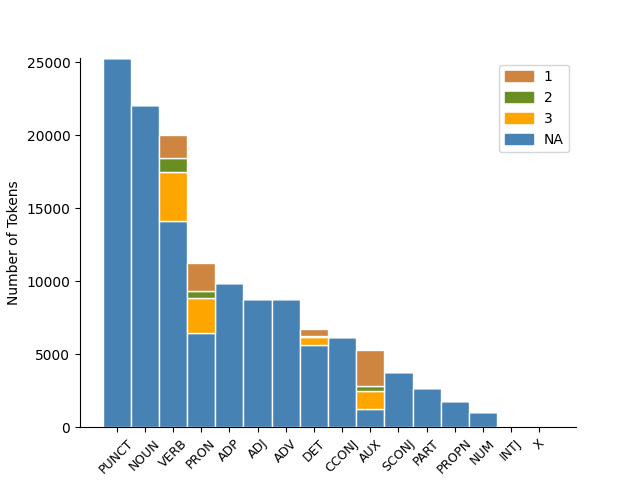 25000
20000
15000
10000
5000
0
Number of Tokens
1
2
3
NA
PUNCT
NOUN
VERB
PRON
ADP
ADJ
ADV
DET
CCONJ
AUX
SCONJ
PART
PROPN
NUM
INTJ
X